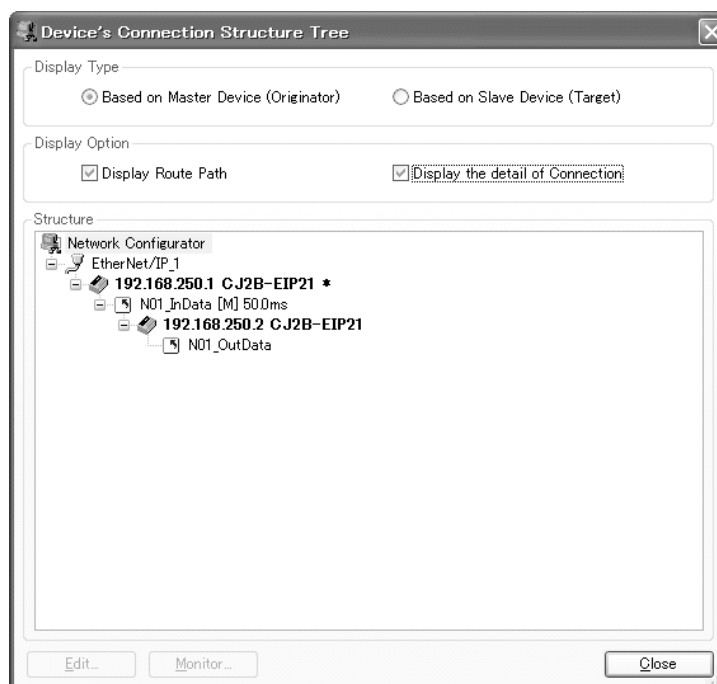 Device's Connection Structure Tree
Display Type
Based on Master Device (Originator) Based on Slave Device (Target)
Display Option
Display Route Path Display the detail of Connection
Structure
Network Configurator
EtherNet/IP_1
192.168.250.1 CJ2B-EIP21 *
N01_InData [M] 50.0ms
192.168.250.2 CJ2B-EIP21
N01_OutData
Edit... Monitor... Close